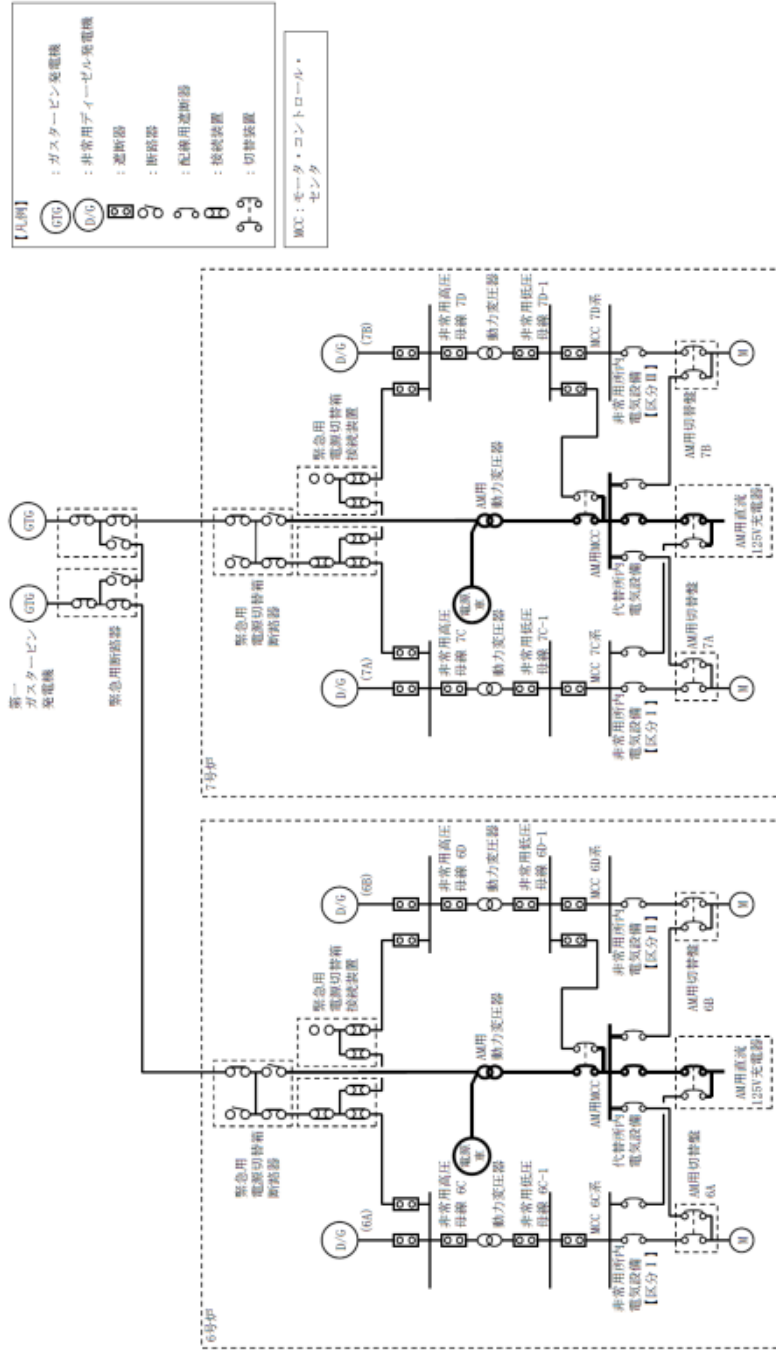 【凡例】
GTG
：ガスタービン発電機
D/G
：非常用ディーゼル発電機
：遮断器
：断路器
：配線用遮断器
：接続装置
：切替装置
MCC：モータ・コントロール・
センタ
第一
ガスタービン
発電機
GTG
GTG
緊急用断路器
6号炉
緊急用
電源切替箱
断路器
緊急用
電源切替箱
接続装置
D/G
(6A)
D/G
(6B)
非常用高圧
母線 6C
動力変圧器
非常用低圧
母線 6C-1
MCC 6C系
非常用所内
電気設備
【区分Ⅰ】
AM用切替盤
6A
M
電源
車
AM用
動力変圧器
AM用MCC
代替所内
電気設備
AM用直流
125V充電器
非常用高圧
母線 6D
動力変圧器
非常用低圧
母線 6D-1
MCC 6D系
非常用所内
電気設備
【区分Ⅱ】
AM用切替盤
6B
M
7号炉
緊急用
電源切替箱
断路器
緊急用
電源切替箱
接続装置
D/G
(7A)
D/G
(7B)
非常用高圧
母線 7C
動力変圧器
非常用低圧
母線 7C-1
MCC 7C系
非常用所内
電気設備
【区分Ⅰ】
AM用切替盤
7A
M
電源
車
AM用
動力変圧器
AM用MCC
代替所内
電気設備
AM用直流
125V充電器
非常用高圧
母線 7D
動力変圧器
非常用低圧
母線 7D-1
MCC 7D系
非常用所内
電気設備
【区分Ⅱ】
AM用切替盤
7B
M